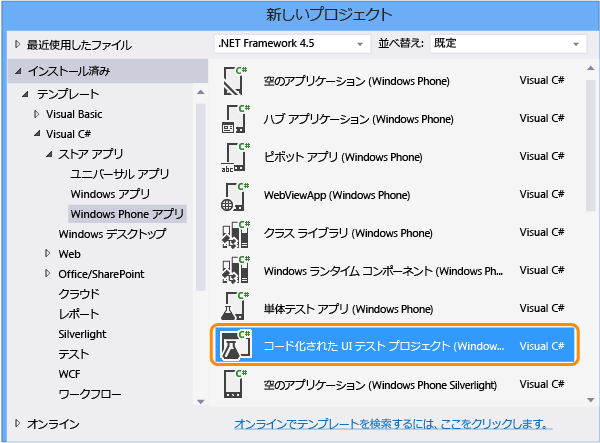 新しいプロジェクト
最近使用したファイル
.NET Framework 4.5 並べ替え: 既定
インストール済み
テンプレート
Visual Basic
Visual C#
ストア アプリ
ユニバーサル アプリ
Windows アプリ
Windows Phone アプリ
Windows デスクトップ
Web
Office/SharePoint
クラウド
レポート
Silverlight
テスト
WCF
ワークフロー
オンライン
C# 空のアプリケーション (Windows Phone) Visual C#
C# ハブ アプリケーション (Windows Phone) Visual C#
C# abc ピボット アプリ (Windows Phone) Visual C#
C# WebViewApp (Windows Phone) Visual C#
C# クラス ライブラリ (Windows Phone) Visual C#
C# Windows ランタイム コンポーネント (Windows Ph... Visual C#
C# 単体テスト アプリ (Windows Phone) Visual C#
C# コード化された UI テスト プロジェクト (Window... Visual C#
C# 空のアプリケーション (Windows Phone Silverlight) Visual C#
オンラインでテンプレートを検索するには、ここをクリックします。